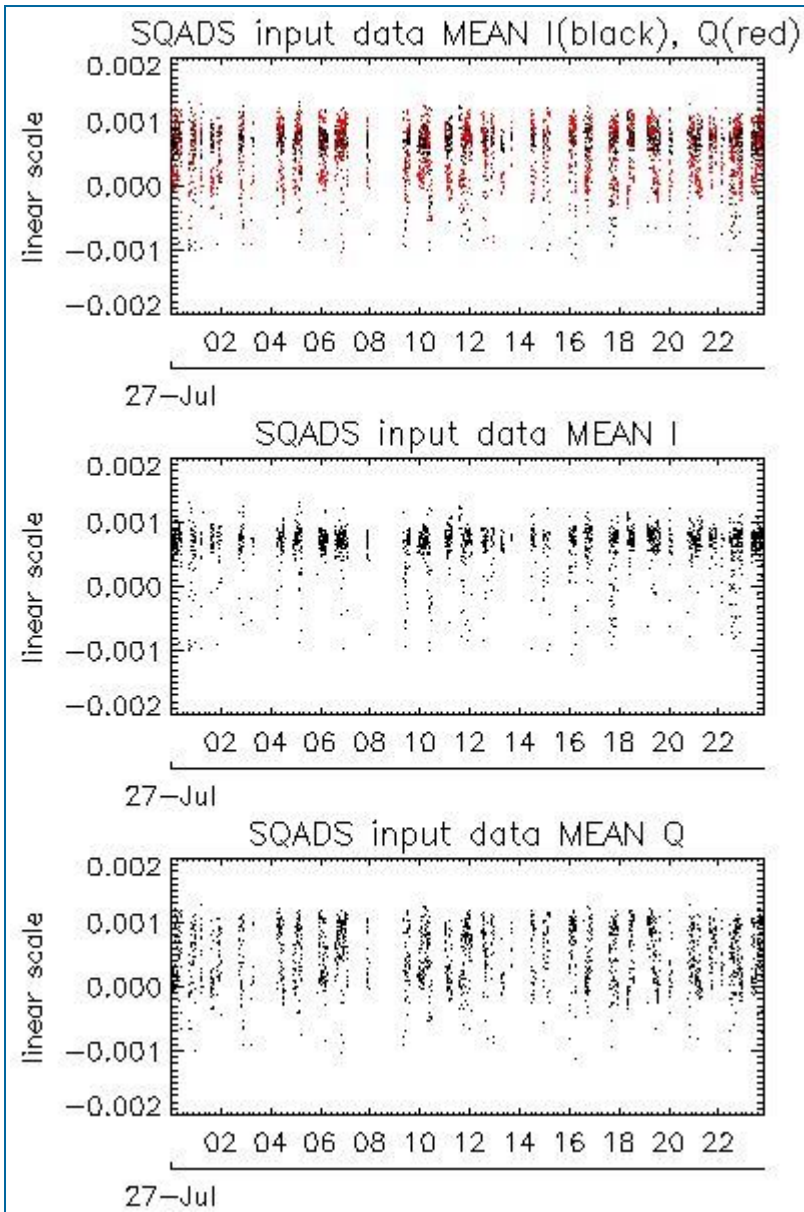 SQADS input data MEAN I(black), Q(red)
linear scale
0.002
0.001
0.000
-0.001
-0.002
02 04 06 08 10 12 14 16 18 20 22
27-Jul
SQADS input data MEAN I
linear scale
0.002
0.001
0.000
-0.001
-0.002
02 04 06 08 10 12 14 16 18 20 22
27-Jul
SQADS input data MEAN Q
linear scale
0.002
0.001
0.000
-0.001
-0.002
02 04 06 08 10 12 14 16 18 20 22
27-Jul